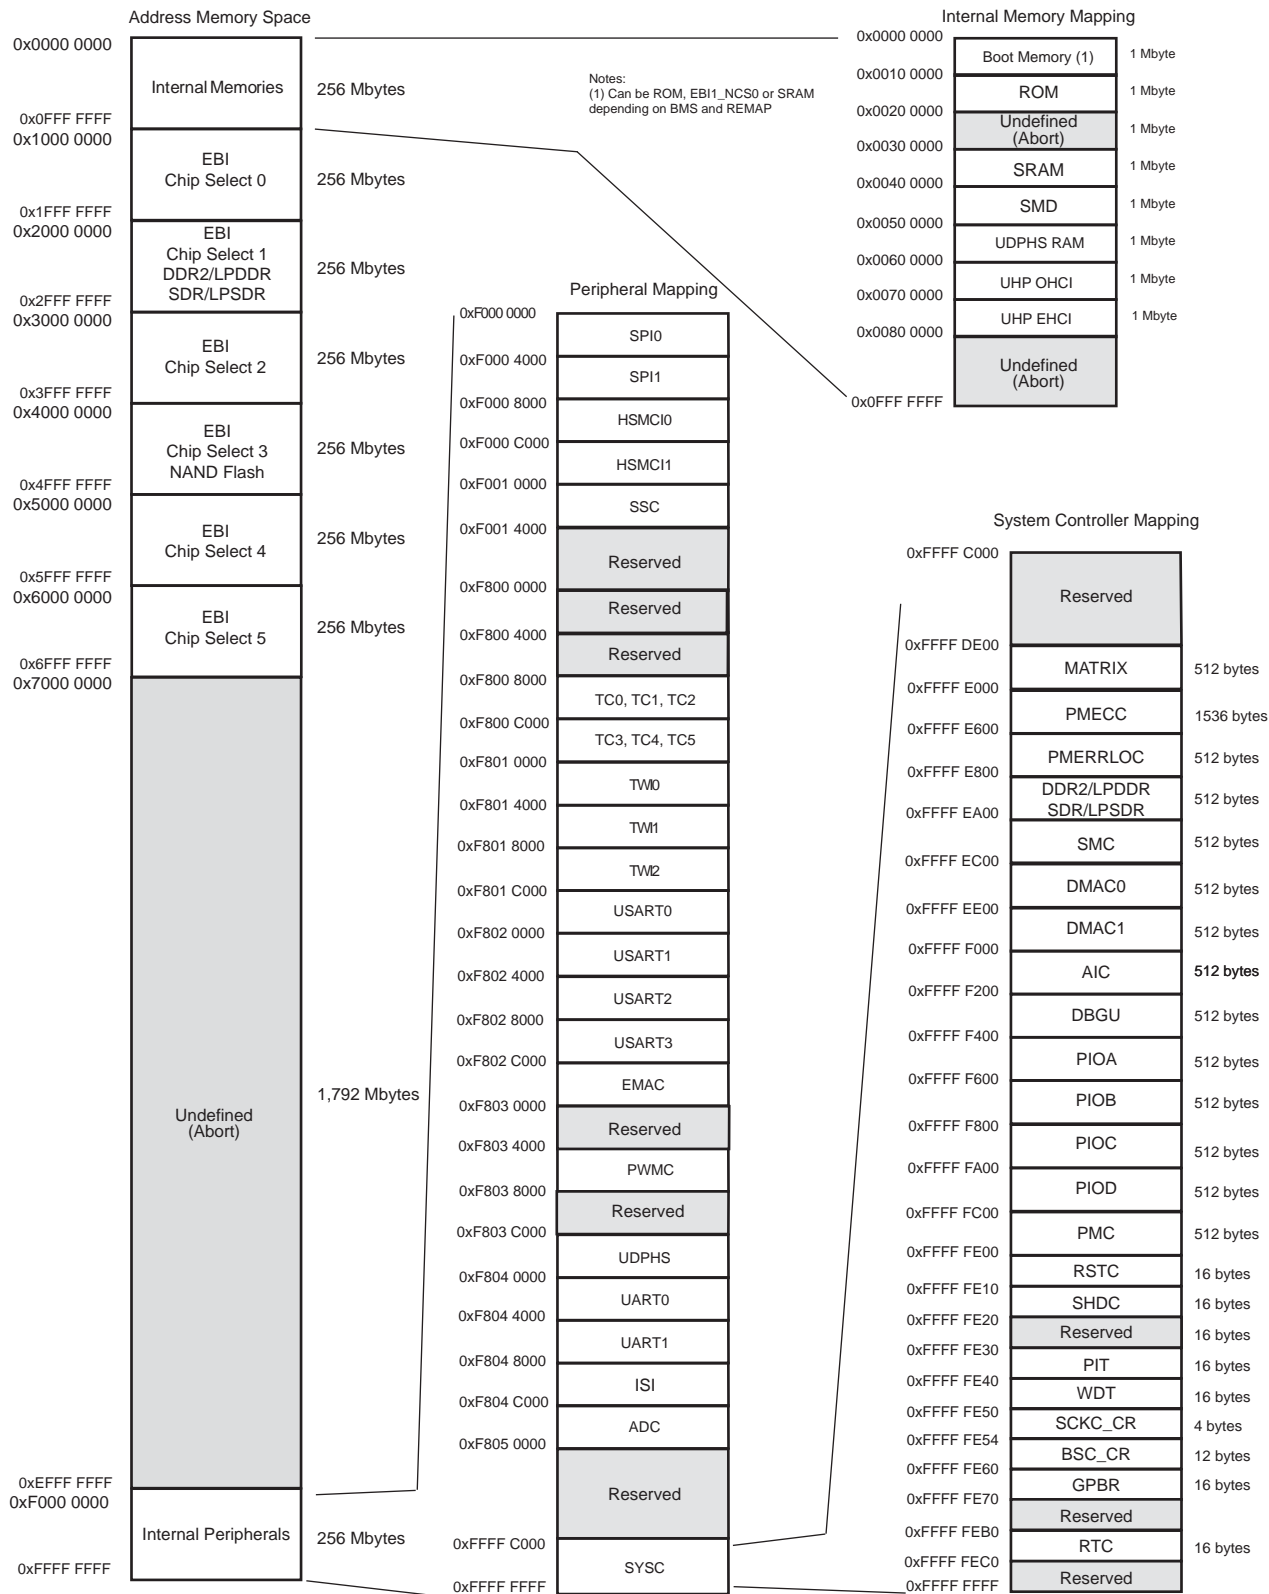 Address Memory Space
0x0000 0000
Internal Memories
256 Mbytes
0x0FFF FFFF
0x1000 0000
EBI
Chip Select 0
256 Mbytes
0x1FFF FFFF
0x2000 0000
EBI
Chip Select 1
DDR2/LPDDR
SDR/LPSDR
256 Mbytes
0x2FFF FFFF
0x3000 0000
EBI
Chip Select 2
256 Mbytes
0x3FFF FFFF
0x4000 0000
EBI
Chip Select 3
NAND Flash
256 Mbytes
0x4FFF FFFF
0x5000 0000
EBI
Chip Select 4
256 Mbytes
0x5FFF FFFF
0x6000 0000
EBI
Chip Select 5
256 Mbytes
0x6FFF FFFF
0x7000 0000
Undefined
(Abort)
1,792 Mbytes
0xEFFF FFFF
0xF000 0000
Internal Peripherals
256 Mbytes
0xFFFF FFFF
Notes:
(1) Can be ROM, EBI1_NCS0 or SRAM
depending on BMS and REMAP
Peripheral Mapping
0xF000 0000
SPI0
0xF000 4000
SPI1
0xF000 8000
HSMCI0
0xF000 C000
HSMCI1
0xF001 0000
SSC
0xF001 4000
Reserved
0xF800 0000
Reserved
0xF800 4000
Reserved
0xF800 8000
TC0, TC1, TC2
0xF800 C000
TC3, TC4, TC5
0xF801 0000
TWI0
0xF801 4000
TWI1
0xF801 8000
TWI2
0xF801 C000
USART0
0xF802 0000
USART1
0xF802 4000
USART2
0xF802 8000
USART3
0xF802 C000
EMAC
0xF803 0000
Reserved
0xF803 4000
PWMC
0xF803 8000
Reserved
0xF803 C000
UDPHS
0xF804 0000
UART0
0xF804 4000
UART1
0xF804 8000
ISI
0xF804 C000
ADC
0xF805 0000
Reserved
0xFFFF C000
SYSC
0xFFFF FFFF
Internal Memory Mapping
0x0000 0000
Boot Memory (1)
1 Mbyte
0x0010 0000
ROM
1 Mbyte
0x0020 0000
Undefined
(Abort)
1 Mbyte
0x0030 0000
SRAM
1 Mbyte
0x0040 0000
SMD
1 Mbyte
0x0050 0000
UDPHS RAM
1 Mbyte
0x0060 0000
UHP OHCI
1 Mbyte
0x0070 0000
UHP EHCI
1 Mbyte
0x0080 0000
Undefined
(Abort)
0x0FFF FFFF
System Controller Mapping
0xFFFF C000
Reserved
0xFFFF DE00
MATRIX
512 bytes
0xFFFF E000
PMECC
1536 bytes
0xFFFF E600
PMERRLOC
512 bytes
0xFFFF E800
DDR2/LPDDR
SDR/LPSDR
512 bytes
0xFFFF EA00
SMC
512 bytes
0xFFFF EC00
DMAC0
512 bytes
0xFFFF EE00
DMAC1
512 bytes
0xFFFF F000
AIC
512 bytes
0xFFFF F200
DBGU
512 bytes
0xFFFF F400
PIOA
512 bytes
0xFFFF F600
PIOB
512 bytes
0xFFFF F800
PIOC
512 bytes
0xFFFF FA00
PIOD
512 bytes
0xFFFF FC00
PMC
512 bytes
0xFFFF FE00
RSTC
16 bytes
0xFFFF FE10
SHDC
16 bytes
0xFFFF FE20
Reserved
16 bytes
0xFFFF FE30
PIT
16 bytes
0xFFFF FE40
WDT
16 bytes
0xFFFF FE50
SCKC_CR
4 bytes
0xFFFF FE54
BSC_CR
12 bytes
0xFFFF FE60
GPBR
16 bytes
0xFFFF FE70
Reserved
0xFFFF FEB0
RTC
16 bytes
0xFFFF FEC0
Reserved
0xFFFF FFFF